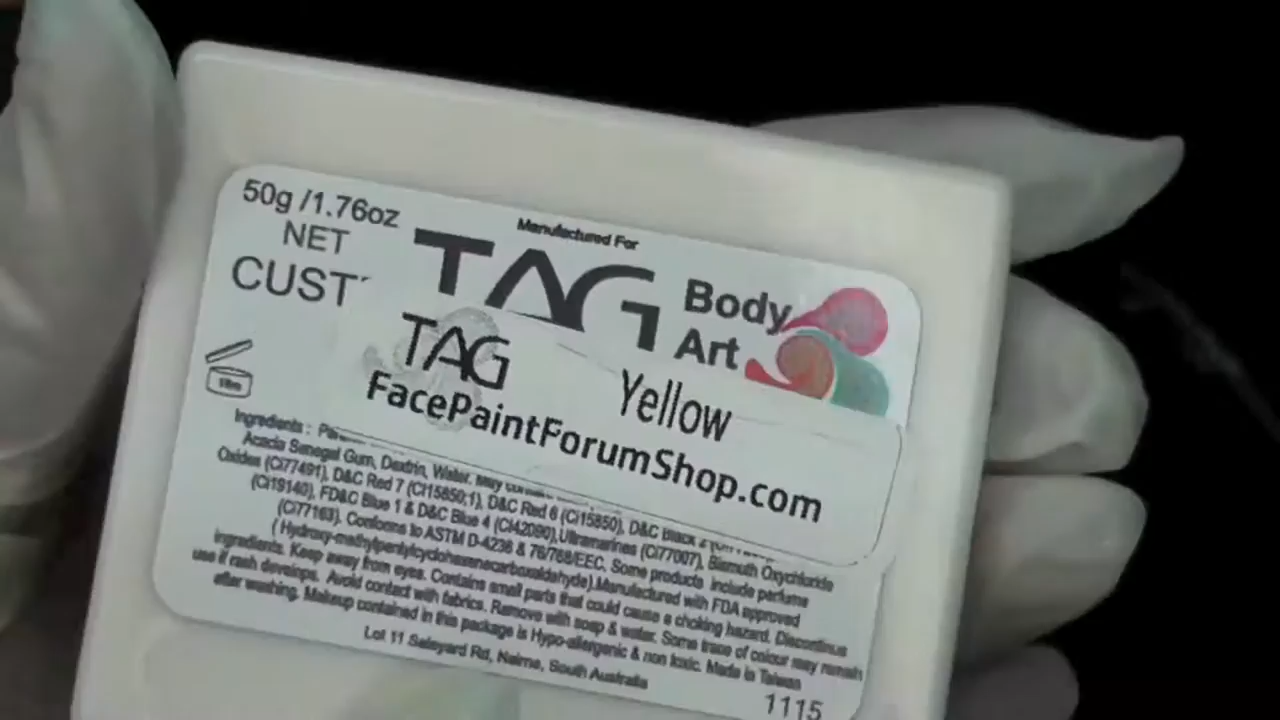 50g /1.76oz
NET
CUST
Manufactured For
TAG Body Art
TAG Yellow
FacePaintForumShop.com
18m
Ingredients :
Acacia Senegal Gum, Dextrin, Water. May
Oxides (Ci77491), D&C Red 7 (CI15850;1), D&C Red 6 (Ci15850), D&C Black 2
(Ci19140), FD&C Blue 1 & D&C Blue 4 (Ci42090),Ultramarines (Ci77007), Bismuth Oxychloride
(Ci77163). Conforms to ASTM D-4236 & 76/768/EEC. Some products include perfume
( Hydroxy-methylpentylcyclohexenecarboxaldehyde).Manufactured with FDA approved
ingredients. Keep away from eyes. Contains small parts that could cause a choking hazard. Discontinue
use if rash develops. Avoid contact with fabrics. Remove with soap & water. Some trace of colour may remain
after washing. Makeup contained in this package is Hypo-allergenic & non toxic. Made in Taiwan
Lot 11 Saleyard Rd, Nairne, South Australia
1115